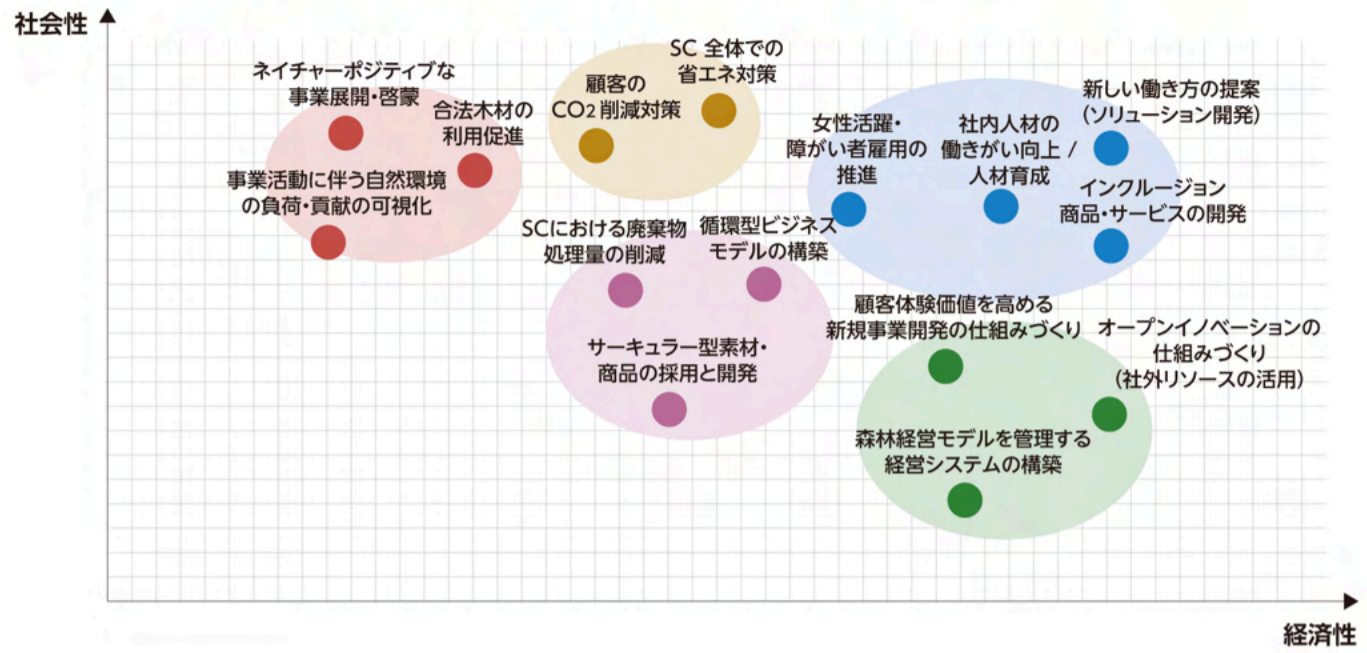 社会性
ネイチャーポジティブな
事業展開・啓蒙
合法木材の
利用促進
事業活動に伴う自然環境
の負荷・貢献の可視化
顧客の
CO2 削減対策
SC 全体での
省エネ対策
女性活躍・
障がい者雇用の
推進
社内人材の
働きがい向上 /
人材育成
新しい働き方の提案
(ソリューション開発)
インクルージョン
商品・サービスの開発
SCにおける廃棄物
処理量の削減
循環型ビジネス
モデルの構築
サーキュラー型素材・
商品の採用と開発
顧客体験価値を高める
新規事業開発の仕組みづくり
オープンイノベーションの
仕組みづくり
(社外リソースの活用)
森林経営モデルを管理する
経営システムの構築
経済性